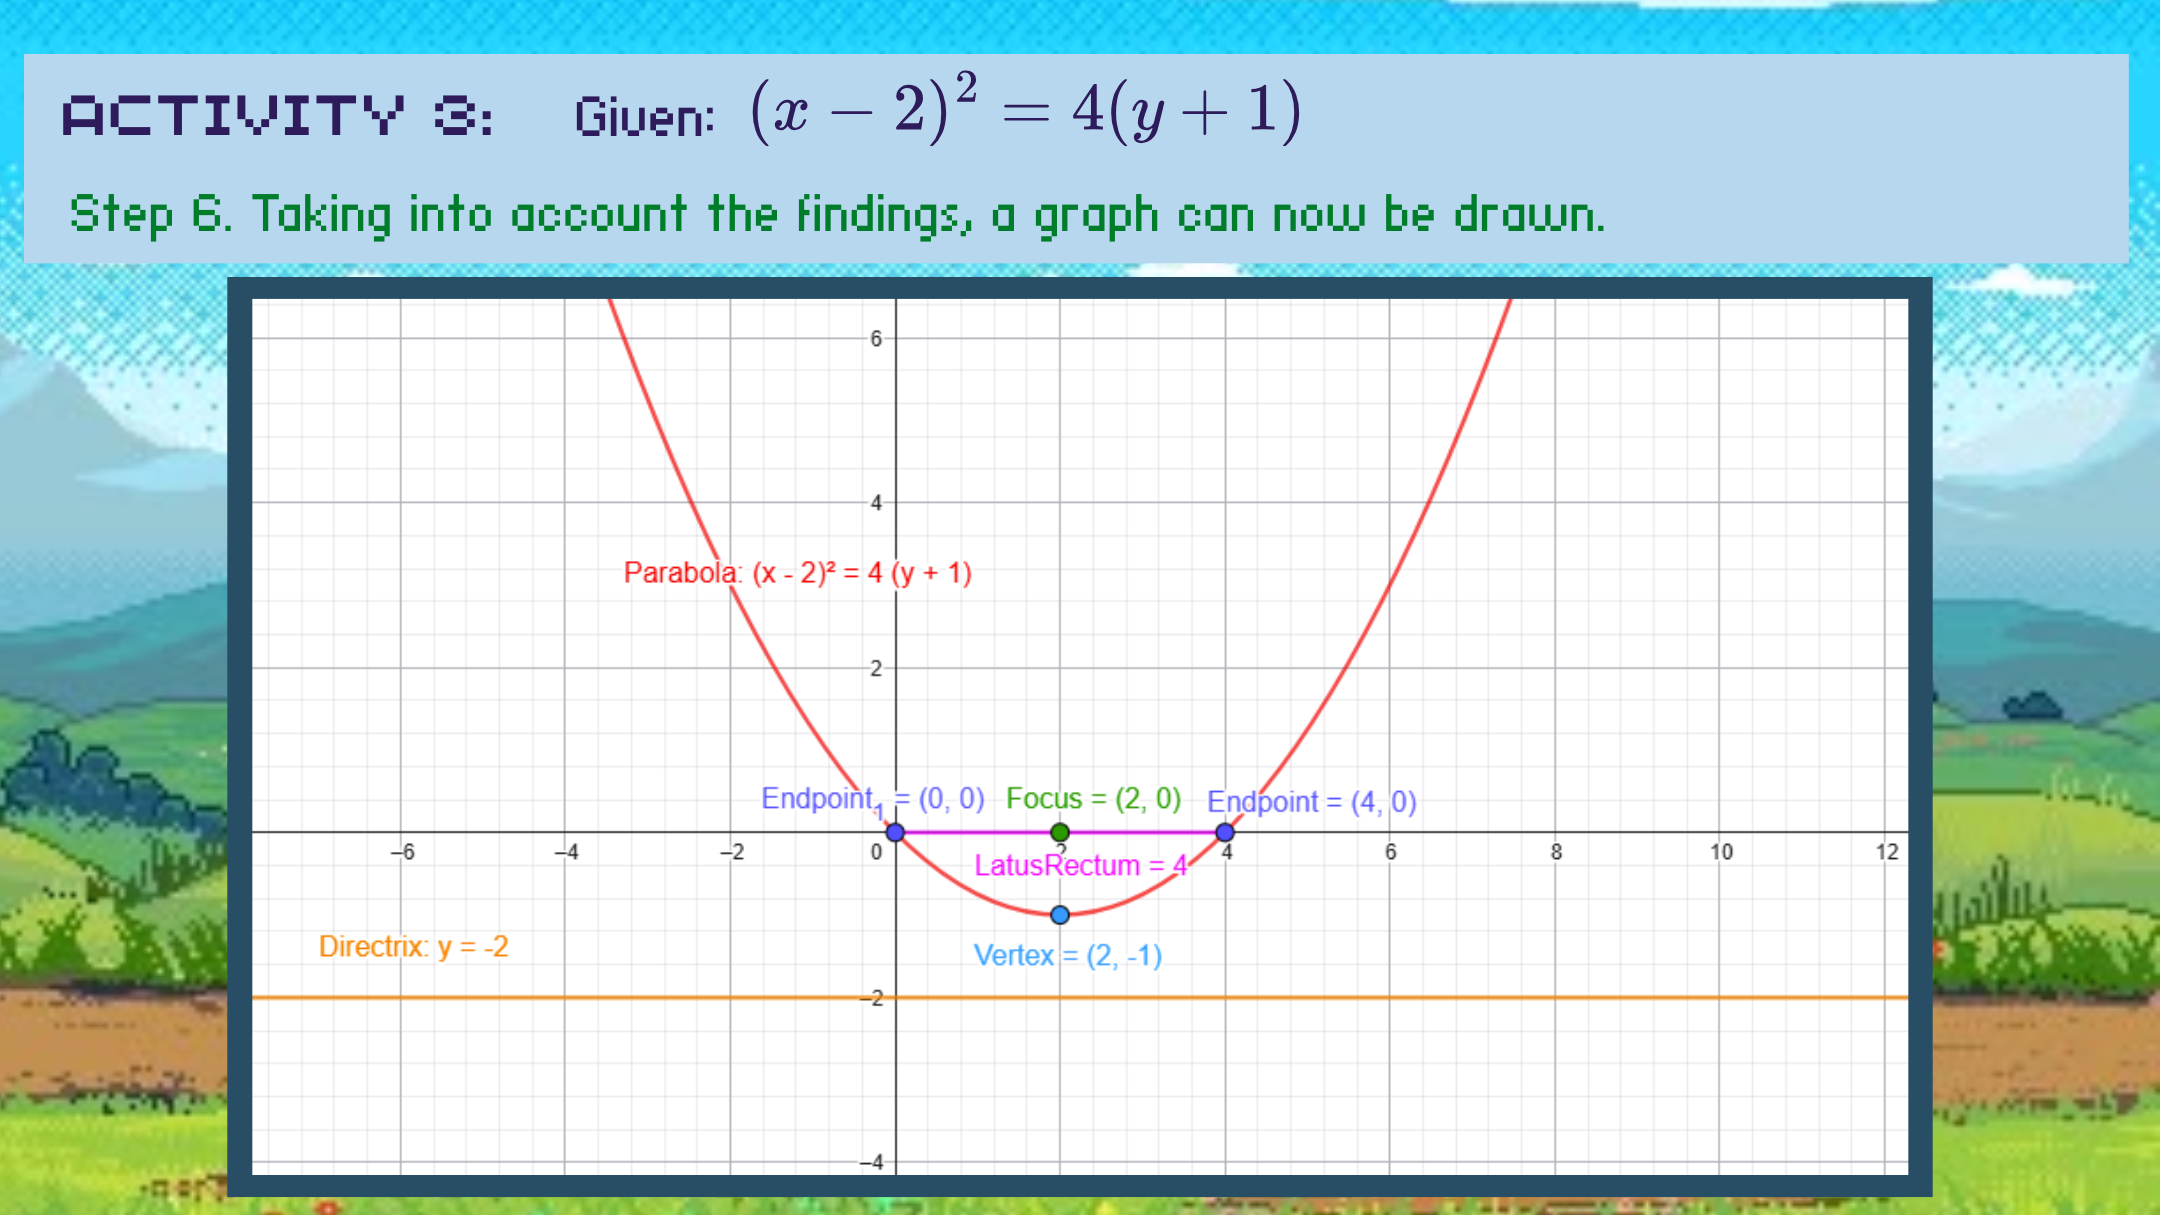 ACTIVITY 3: Given: (x − 2)² = 4(y + 1)
Step 6. Taking into account the findings, a graph can now be drawn.
6
4
Parabola: (x - 2)² = 4 (y + 1)
2
Endpoint₁ = (0, 0) Focus = (2, 0) Endpoint = (4, 0)
–6 –4 –2 0 2 4 6 8 10 12
LatusRectum = 4
Directrix: y = -2
Vertex = (2, -1)
–2
–4